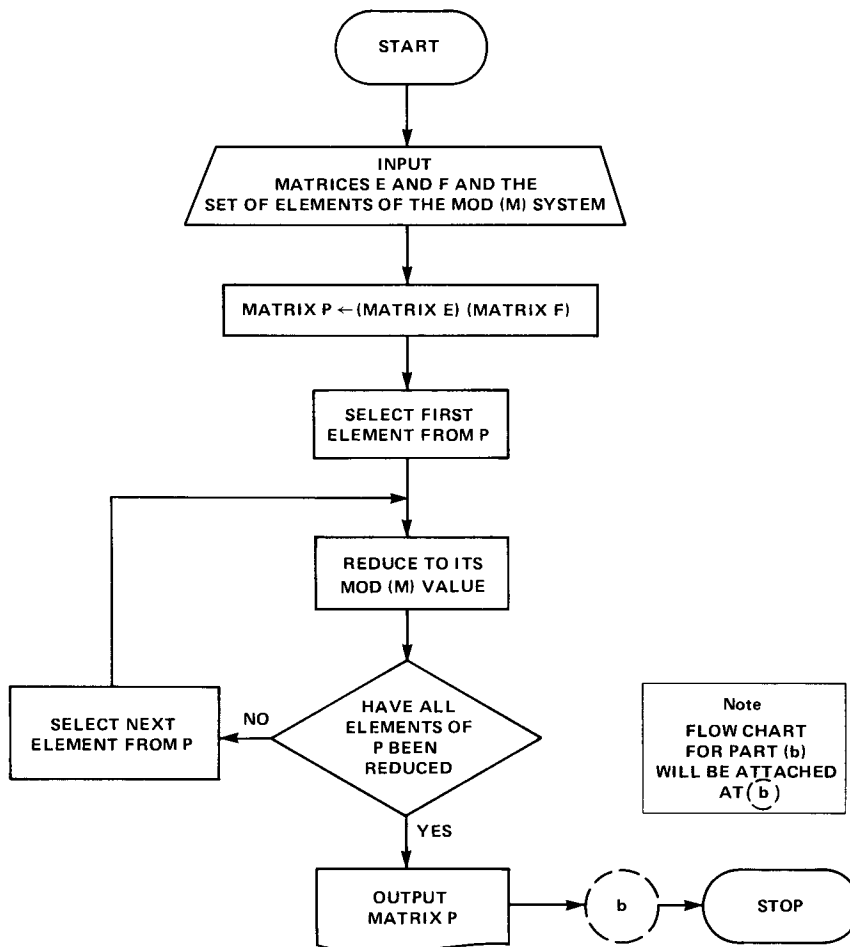 START
INPUT
MATRICES E AND F AND THE
SET OF ELEMENTS OF THE MOD (M) SYSTEM
MATRIX P ← (MATRIX E) (MATRIX F)
SELECT FIRST
ELEMENT FROM P
REDUCE TO ITS
MOD (M) VALUE
HAVE ALL
ELEMENTS OF
P BEEN
REDUCED
NO
SELECT NEXT
ELEMENT FROM P
YES
OUTPUT
MATRIX P
b
STOP
Note
FLOW CHART
FOR PART (b)
WILL BE ATTACHED
AT (b)